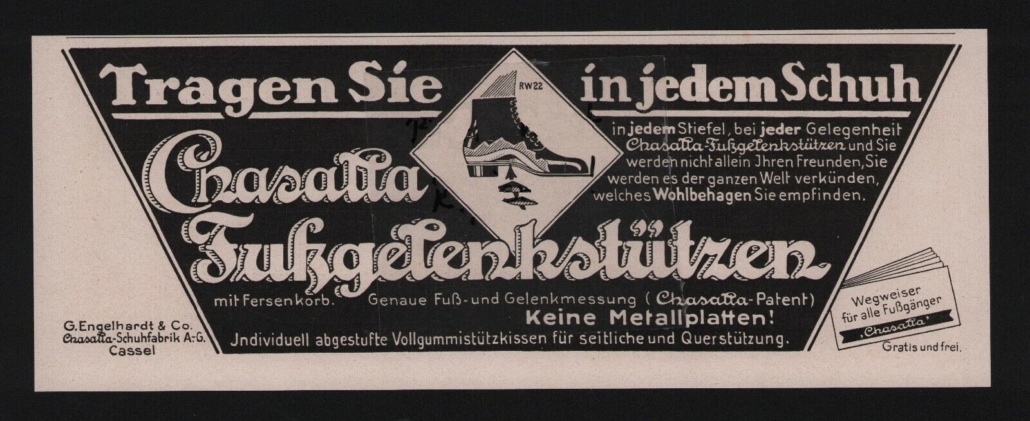 Tragen Sie in jedem Schuh
RW22
in jedem Stiefel, bei jeder Gelegenheit
Chasalla-Fußgelenkstützen und Sie
werden nicht allein Jhren Freunden, Sie
werden es der ganzen Welt verkünden,
welches Wohlbehagen Sie empfinden.
Chasalla
Fußgelenkstützen
mit Fersenkorb. Genaue Fuß- und Gelenkmessung (Chasalla-Patent)
Keine Metallplatten!
Jndividuell abgestufte Vollgummistützkissen für seitliche und Querstützung.
G. Engelhardt & Co.
Chasalla-Schuhfabrik A.-G.
Cassel
Wegweiser
für alle Fußgänger
„Chasalla“
Gratis und frei.